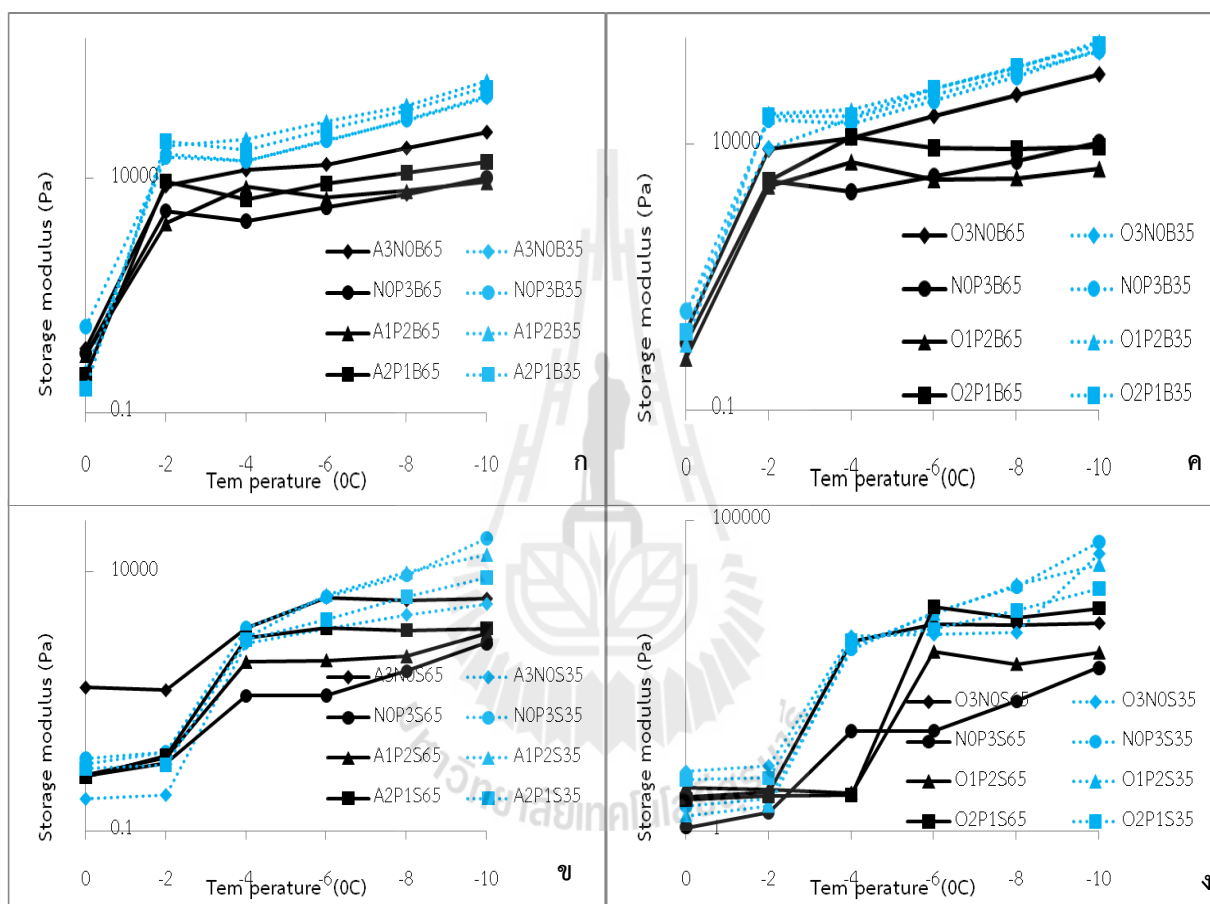 Storage modulus (Pa)
10000
0.1
0 -2 -4 -6 -8 -10
Tem perature (0C)
A3N0B65 A3N0B35
N0P3B65 N0P3B35
A1P2B65 A1P2B35
A2P1B65 A2P1B35
ก
Storage modulus (Pa)
10000
0.1
0 -2 -4 -6 -8 -10
Tem perature (0C)
O3N0B65 O3N0B35
N0P3B65 N0P3B35
O1P2B65 O1P2B35
O2P1B65 O2P1B35
ค
Storage modulus (Pa)
10000
0.1
0 -2 -4 -6 -8 -10
Tem perature (0C)
A3N0S65 A3N0S35
N0P3S65 N0P3S35
A1P2S65 A1P2S35
A2P1S65 A2P1S35
ข
Storage modulus (Pa)
100000
1
0 -2 -4 -6 -8 -10
Tem perature (0C)
O3N0S65 O3N0S35
N0P3S65 N0P3S35
O1P2S65 O1P2S35
O2P1S65 O2P1S35
ง